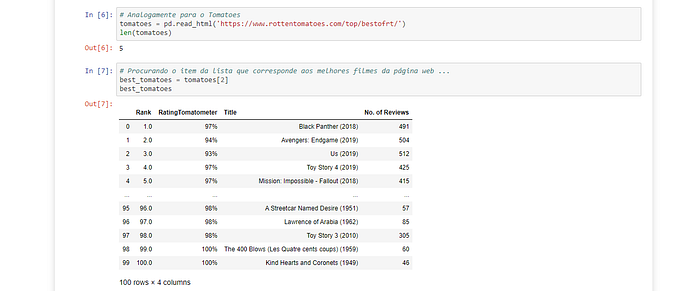 In [6]: # Analogamente para o Tomatoes
tomatoes = pd.read_html('https://www.rottentomatoes.com/top/bestofrt/')
len(tomatoes)
Out[6]: 5
In [7]: # Procurando o item da lista que corresponde aos melhores filmes da página web ...
best_tomatoes = tomatoes[2]
best_tomatoes
Out[7]:
Rank RatingTomatometer Title No. of Reviews
0 1.0 97% Black Panther (2018) 491
1 2.0 94% Avengers: Endgame (2019) 504
2 3.0 93% Us (2019) 512
3 4.0 97% Toy Story 4 (2019) 425
4 5.0 97% Mission: Impossible - Fallout (2018) 415
... ... ... ... ...
95 96.0 98% A Streetcar Named Desire (1951) 57
96 97.0 98% Lawrence of Arabia (1962) 85
97 98.0 98% Toy Story 3 (2010) 305
98 99.0 100% The 400 Blows (Les Quatre cents coups) (1959) 60
99 100.0 100% Kind Hearts and Coronets (1949) 46
100 rows × 4 columns